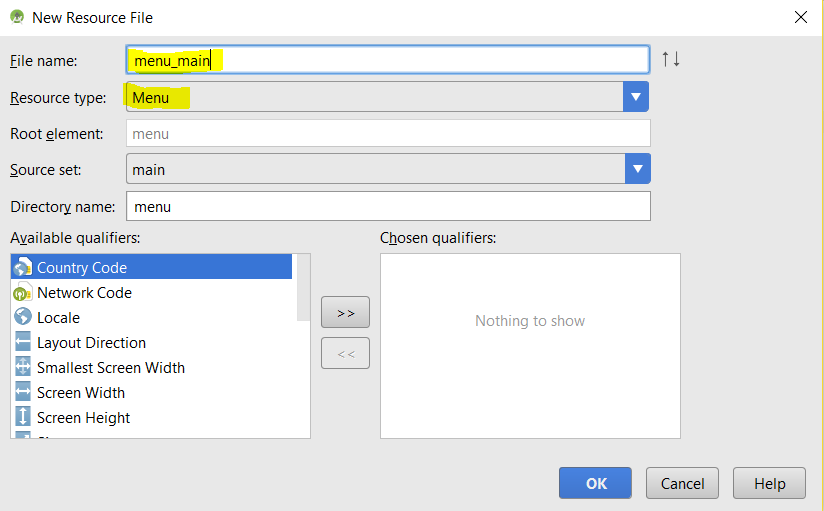 New Resource File
File name: menu_main
Resource type: Menu
Root element: menu
Source set: main
Directory name: menu
Available qualifiers:
Country Code
Network Code
Locale
Layout Direction
Smallest Screen Width
Screen Width
Screen Height
>>
<<
Chosen qualifiers:
Nothing to show
OK Cancel Help